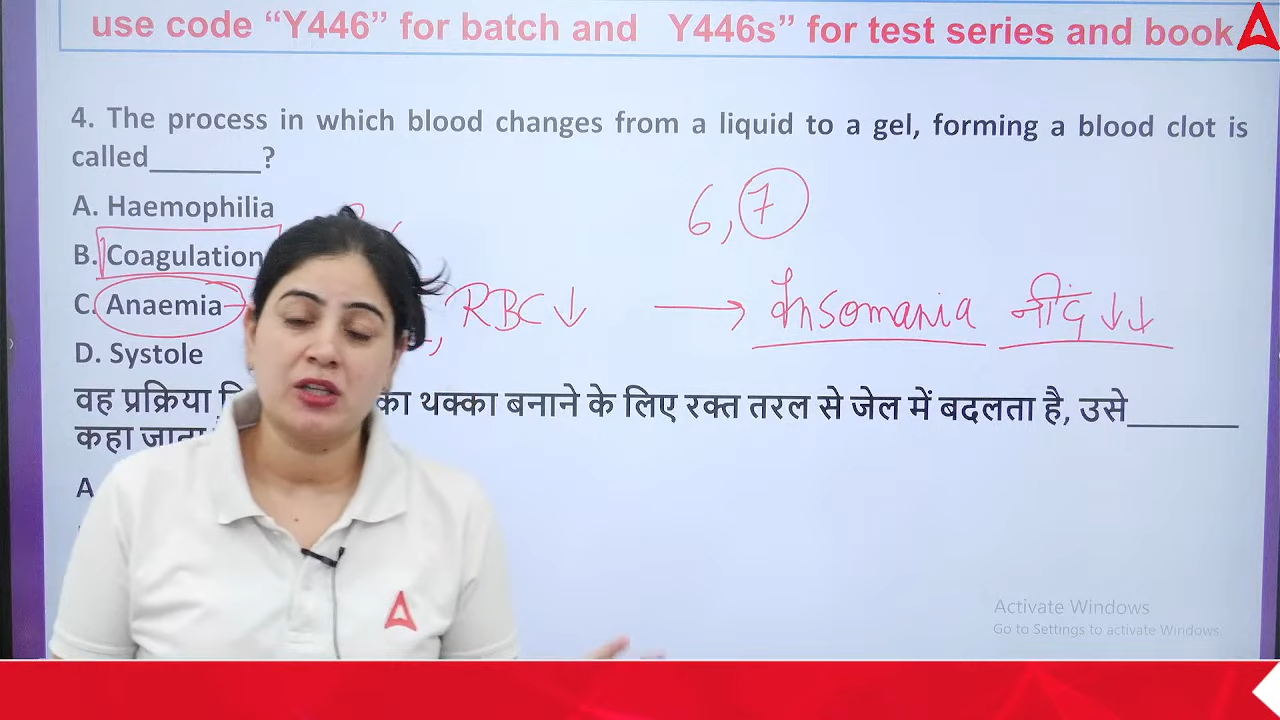 use code “Y446” for batch and Y446s” for test series and book
4. The process in which blood changes from a liquid to a gel, forming a blood clot is
called_______?
6, 7
A. Haemophilia
B. Coagulation
C. Anaemia
RBC ↓ → Insomania नींद ↓↓
D. Systole
वह प्रक्रिया का थक्का बनाने के लिए रक्त तरल से जेल में बदलता है, उसे_______
कहा जाता
A
Activate Windows
Go to Settings to activate Windows.